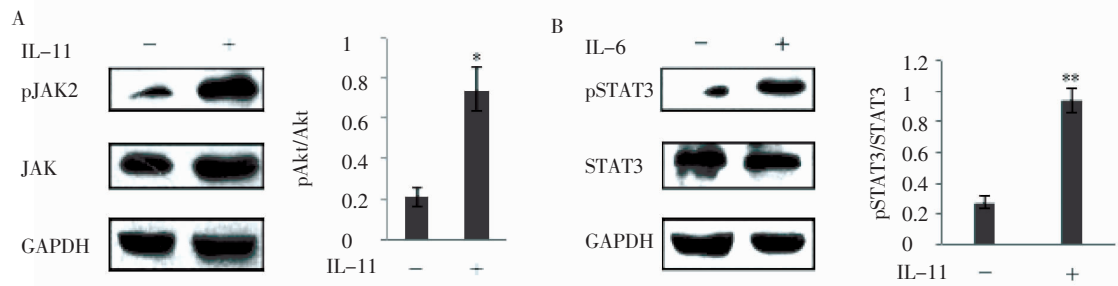 A
IL-11 − +
pJAK2
JAK
GAPDH
pAkt/Akt
1
0.8
0.6
0.4
0.2
0
*
IL-11 − +
B
IL-6 − +
pSTAT3
STAT3
GAPDH
pSTAT3/STAT3
1.2
1
0.8
0.6
0.4
0.2
0
**
IL-11 − +